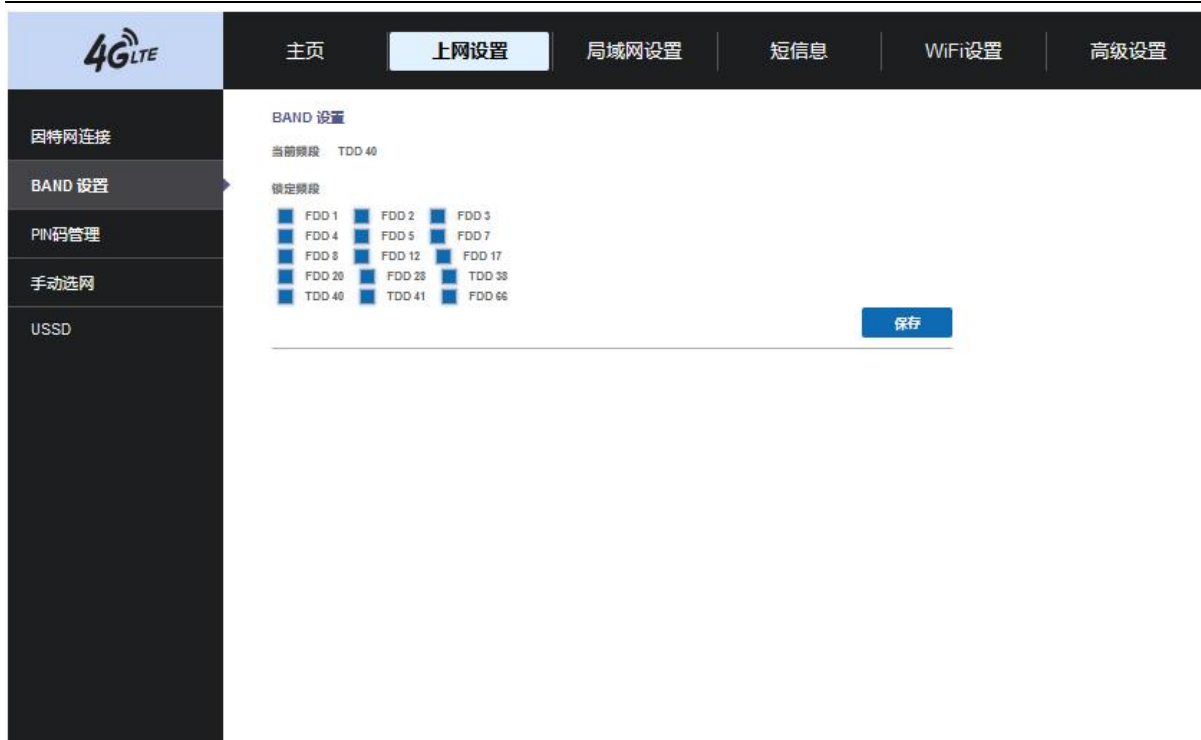 4G LTE
主页 上网设置 局域网设置 短信息 WiFi设置 高级设置
因特网连接
BAND 设置
PIN码管理
手动选网
USSD
BAND 设置
当前频段 TDD 40
锁定频段
FDD 1 FDD 2 FDD 3
FDD 4 FDD 5 FDD 7
FDD 8 FDD 12 FDD 17
FDD 20 FDD 28 TDD 38
TDD 40 TDD 41 FDD 66
保存